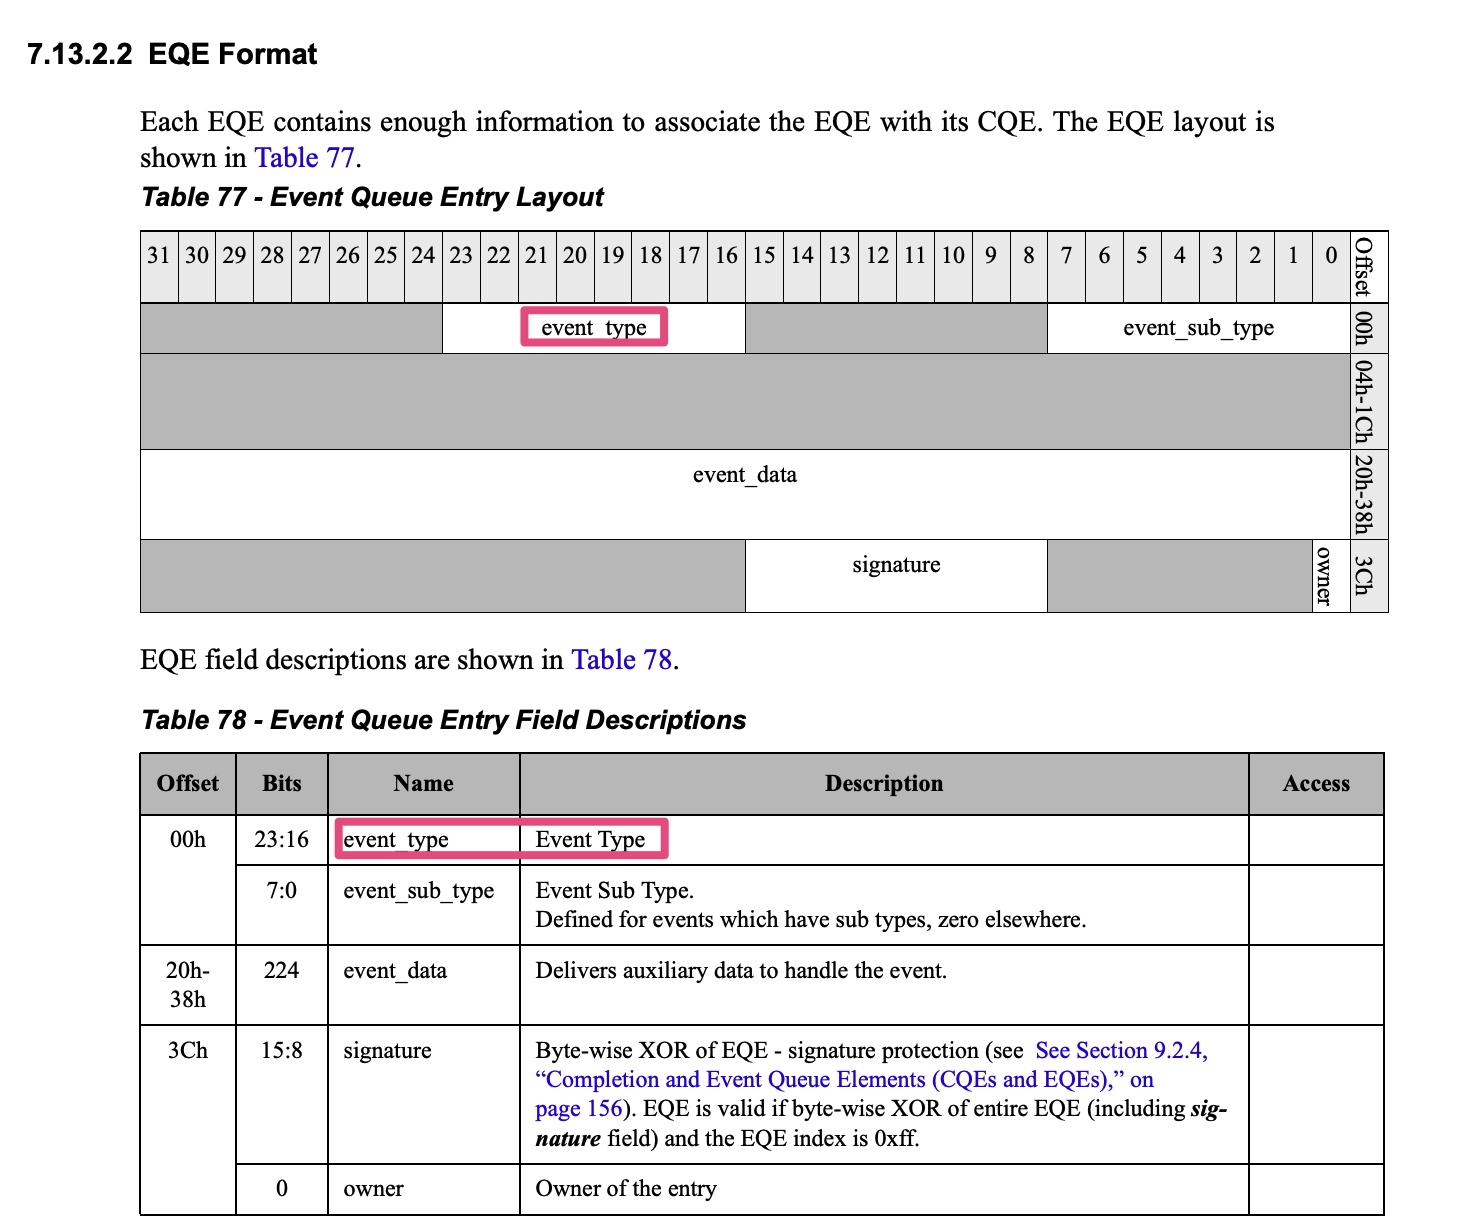 7.13.2.2 EQE Format
Each EQE contains enough information to associate the EQE with its CQE. The EQE layout is
shown in Table 77.
Table 77 - Event Queue Entry Layout
31 30 29 28 27 26 25 24 23 22 21 20 19 18 17 16 15 14 13 12 11 10 9 8 7 6 5 4 3 2 1 0 Offset
event_type event_sub_type 00h
04h-1Ch
event_data 20h-38h
signature owner 3Ch
EQE field descriptions are shown in Table 78.
Table 78 - Event Queue Entry Field Descriptions
Offset Bits Name Description Access
00h 23:16 event_type Event Type
7:0 event_sub_type Event Sub Type.
Defined for events which have sub types, zero elsewhere.
20h- 224 event_data Delivers auxiliary data to handle the event.
38h
3Ch 15:8 signature Byte-wise XOR of EQE - signature protection (see See Section 9.2.4,
“Completion and Event Queue Elements (CQEs and EQEs),” on
page 156). EQE is valid if byte-wise XOR of entire EQE (including sig-
nature field) and the EQE index is 0xff.
0 owner Owner of the entry